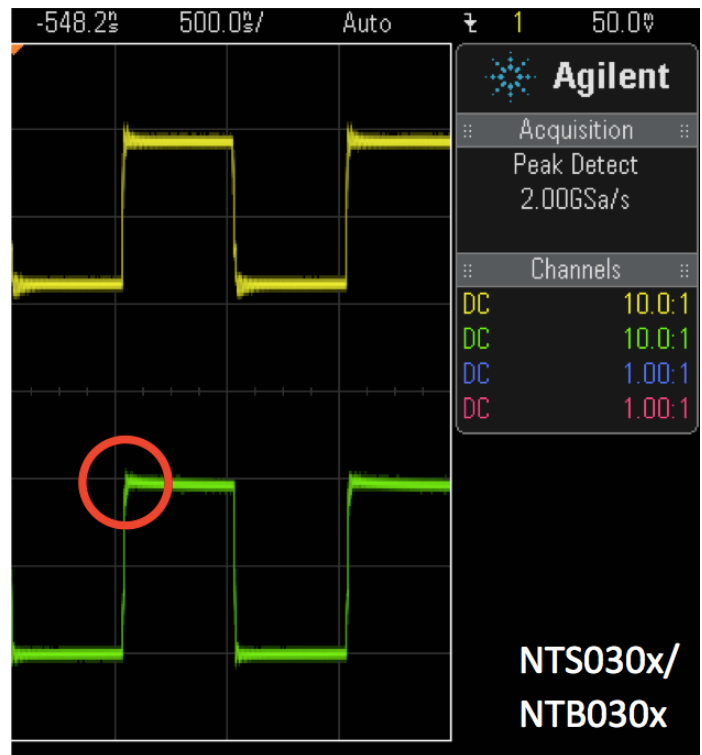 -548.2ns 500.0ns/ Auto 1 50.0V
Agilent
Acquisition
Peak Detect
2.00GSa/s
Channels
DC 10.0:1
DC 10.0:1
DC 1.00:1
DC 1.00:1
NTS030x/
NTB030x